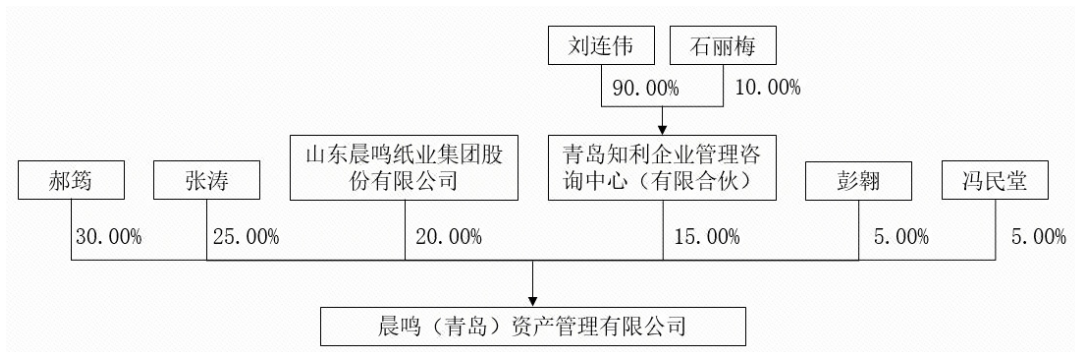 刘连伟 石丽梅
90.00% 10.00%
山东晨鸣纸业集团股
份有限公司
青岛知利企业管理咨
询中心（有限合伙）
郝筠 张涛 彭翱 冯民堂
30.00% 25.00% 20.00% 15.00% 5.00% 5.00%
晨鸣（青岛）资产管理有限公司